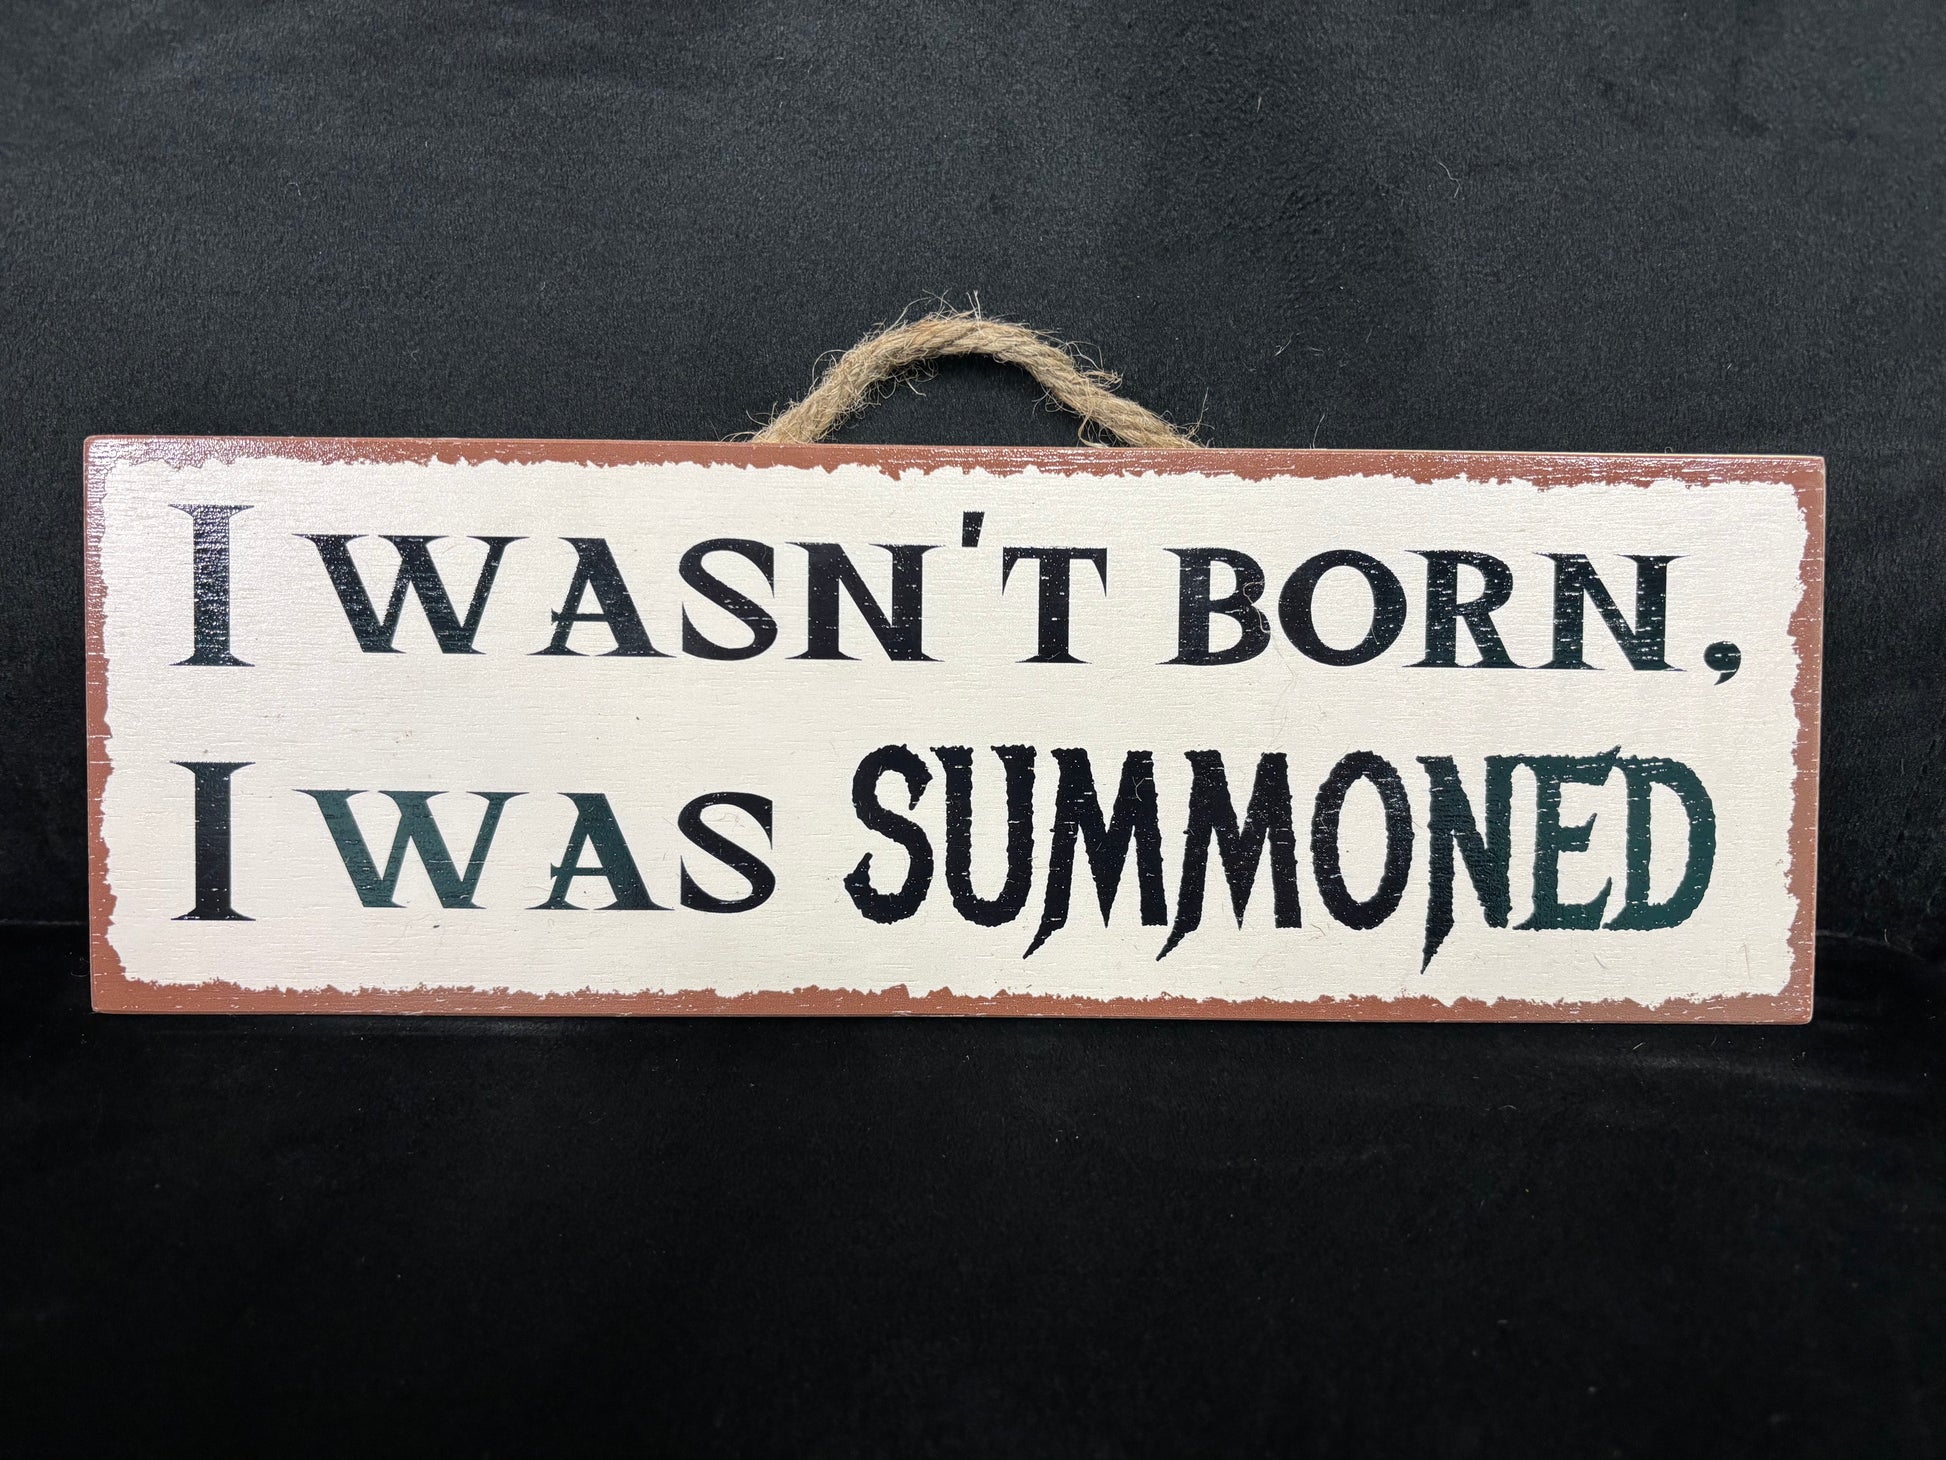 I WASN'T BORN,
I WAS SUMMONED